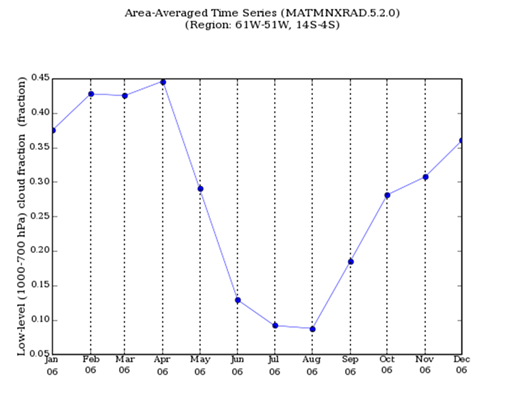 Area-Averaged Time Series (MATMNXRAD.5.2.0)
(Region: 61W-51W, 14S-4S)
Low-level (1000-700 hPa) cloud fraction (fraction)
0.45
0.40
0.35
0.30
0.25
0.20
0.15
0.10
0.05
Jan Feb Mar Apr May Jun Jul Aug Sep Oct Nov Dec
06 06 06 06 06 06 06 06 06 06 06 06